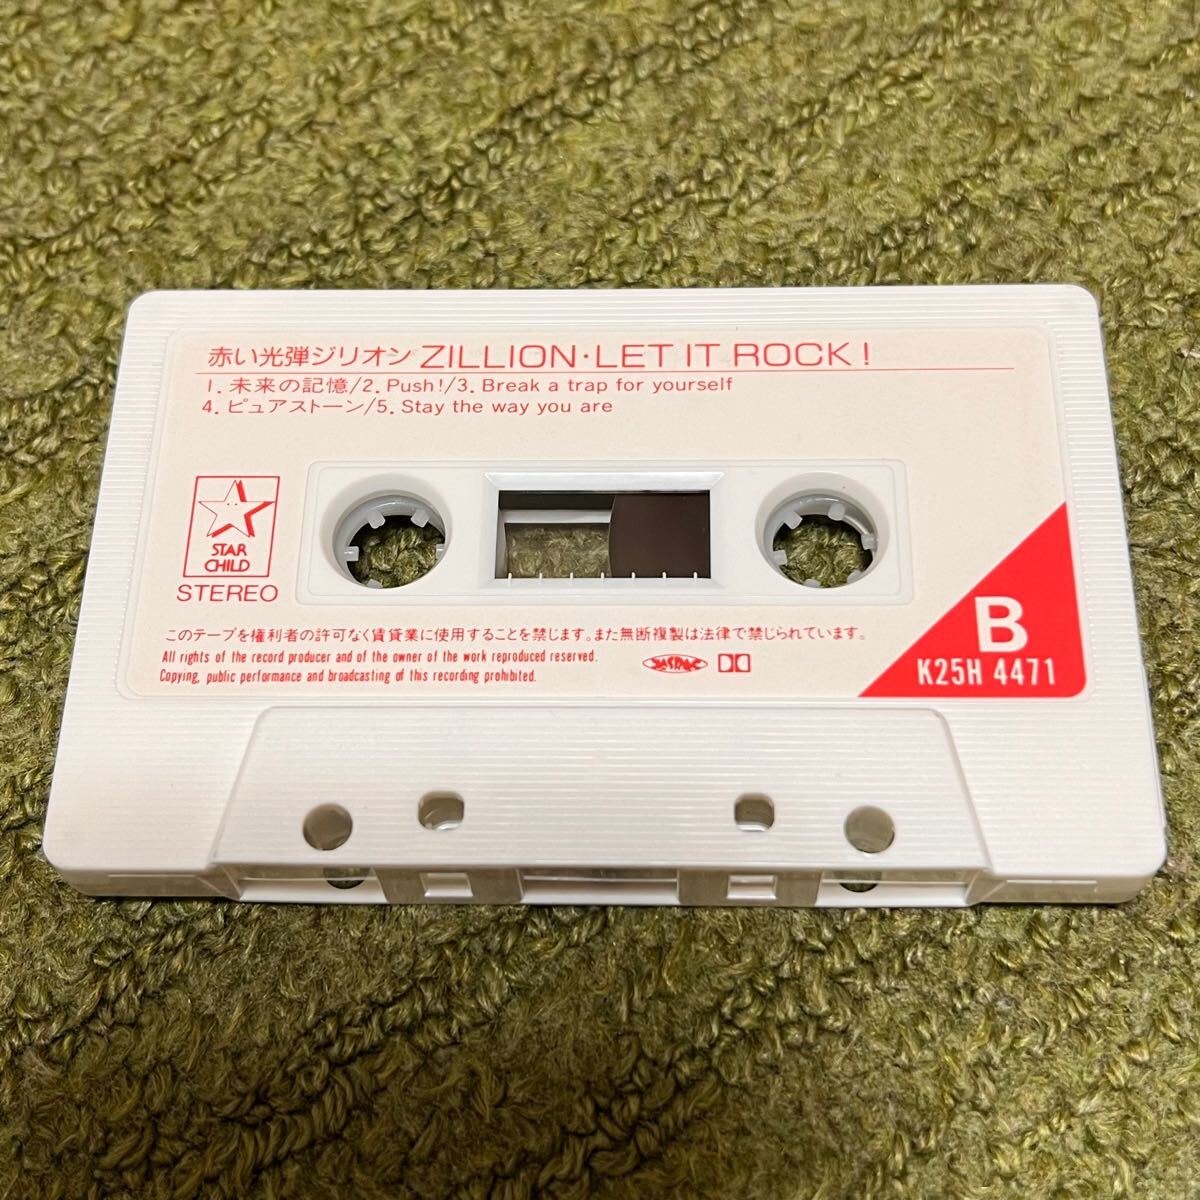 赤い光弾ジリオン ZILLION・LET IT ROCK!
1. 未来の記憶/2. Push!/3. Break a trap for yourself
4. ピュアストーン/5. Stay the way you are
STAR
CHILD
STEREO
このテープを権利者の許可なく賃貸業に使用することを禁じます。また無断複製は法律で禁じられています。
All rights of the record producer and of the owner of the work reproduced reserved.
Copying, public performance and broadcasting of this recording prohibited.
JASRAC
B
K25H 4471